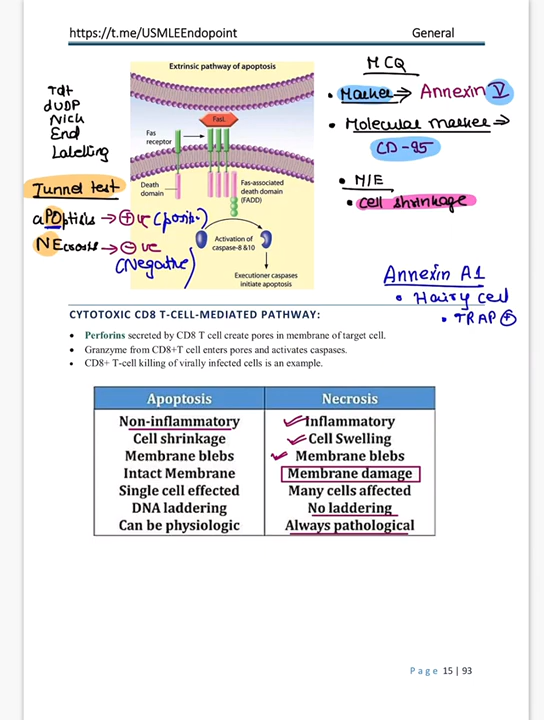 https://t.me/USMLEEndopoint General
Extrinsic pathway of apoptosis
FasL
Fas receptor
Death domain
Fas-associated death domain (FADD)
Activation of caspase-8 &10
Executioner caspases initiate apoptosis
Tdt
dUDP
Nick
End
Labelling
Tunnel test
aPOptosis → ⊕ve (positive)
NEcrosis → ⊖ve
(Negative)
MCQ
• Marker → Annexin V
• Molecular marker →
CD-95
• M/E
• cell shrinkage
Annexin A1
• Hairy cell
• TRAP ⊕
CYTOTOXIC CD8 T-CELL-MEDIATED PATHWAY:
• Perforins secreted by CD8 T cell create pores in membrane of target cell.
• Granzyme from CD8+T cell enters pores and activates caspases.
• CD8+ T-cell killing of virally infected cells is an example.
Apoptosis Necrosis
Non-inflammatory Inflammatory
Cell shrinkage Cell Swelling
Membrane blebs Membrane blebs
Intact Membrane Membrane damage
Single cell effected Many cells affected
DNA laddering No laddering
Can be physiologic Always pathological
Page 15 | 93